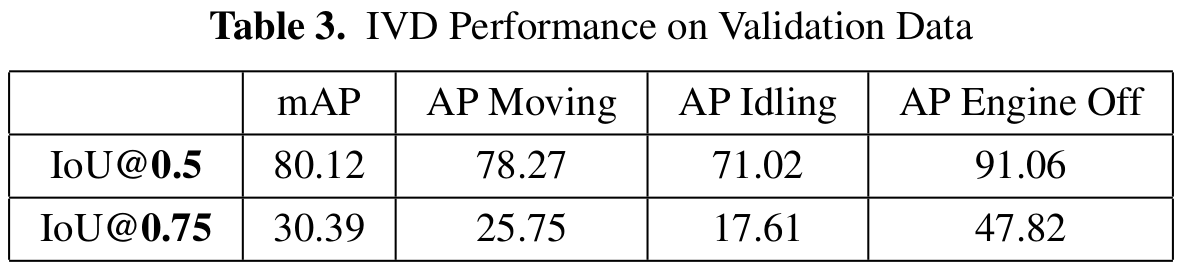 Table 3. IVD Performance on Validation Data
mAP AP Moving AP Idling AP Engine Off
IoU@0.5 80.12 78.27 71.02 91.06
IoU@0.75 30.39 25.75 17.61 47.82